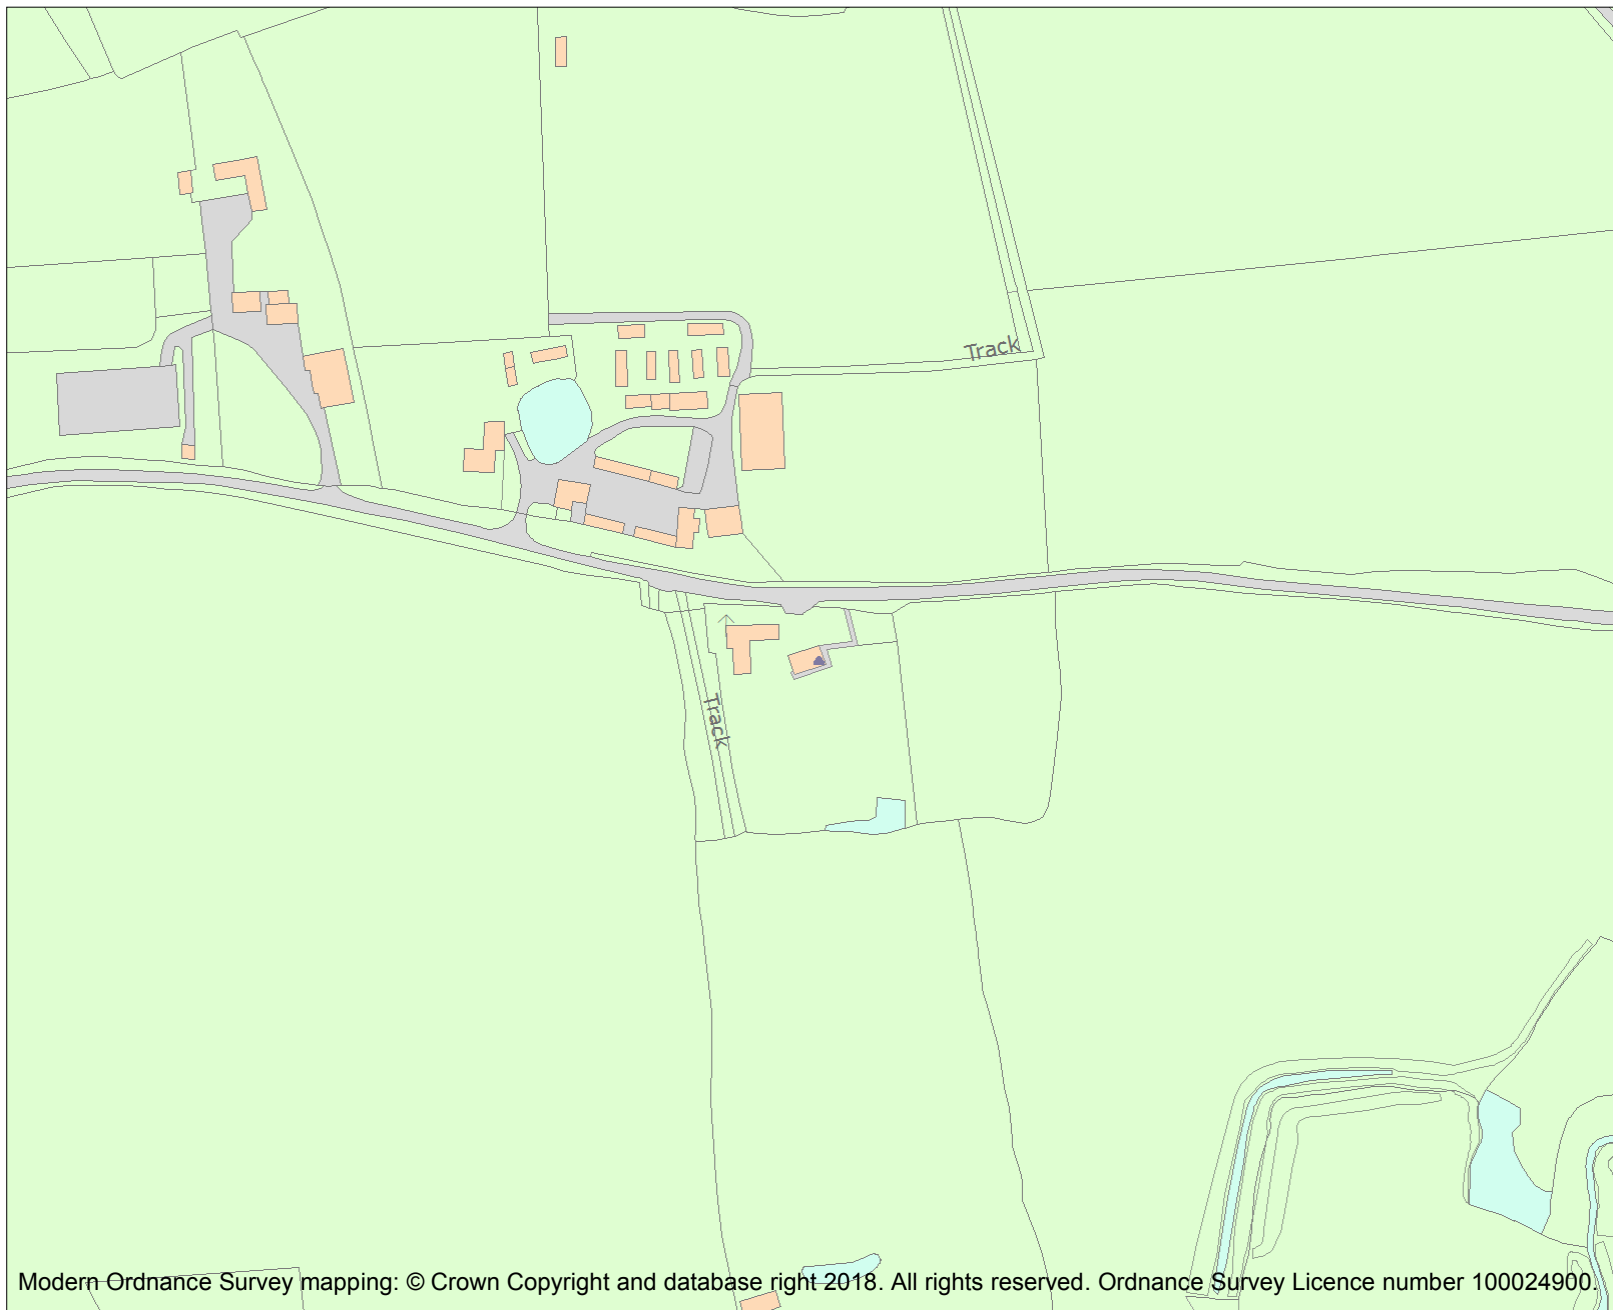 Track
Track
Modern Ordnance Survey mapping: © Crown Copyright and database right 2018. All rights reserved. Ordnance Survey Licence number 100024900.